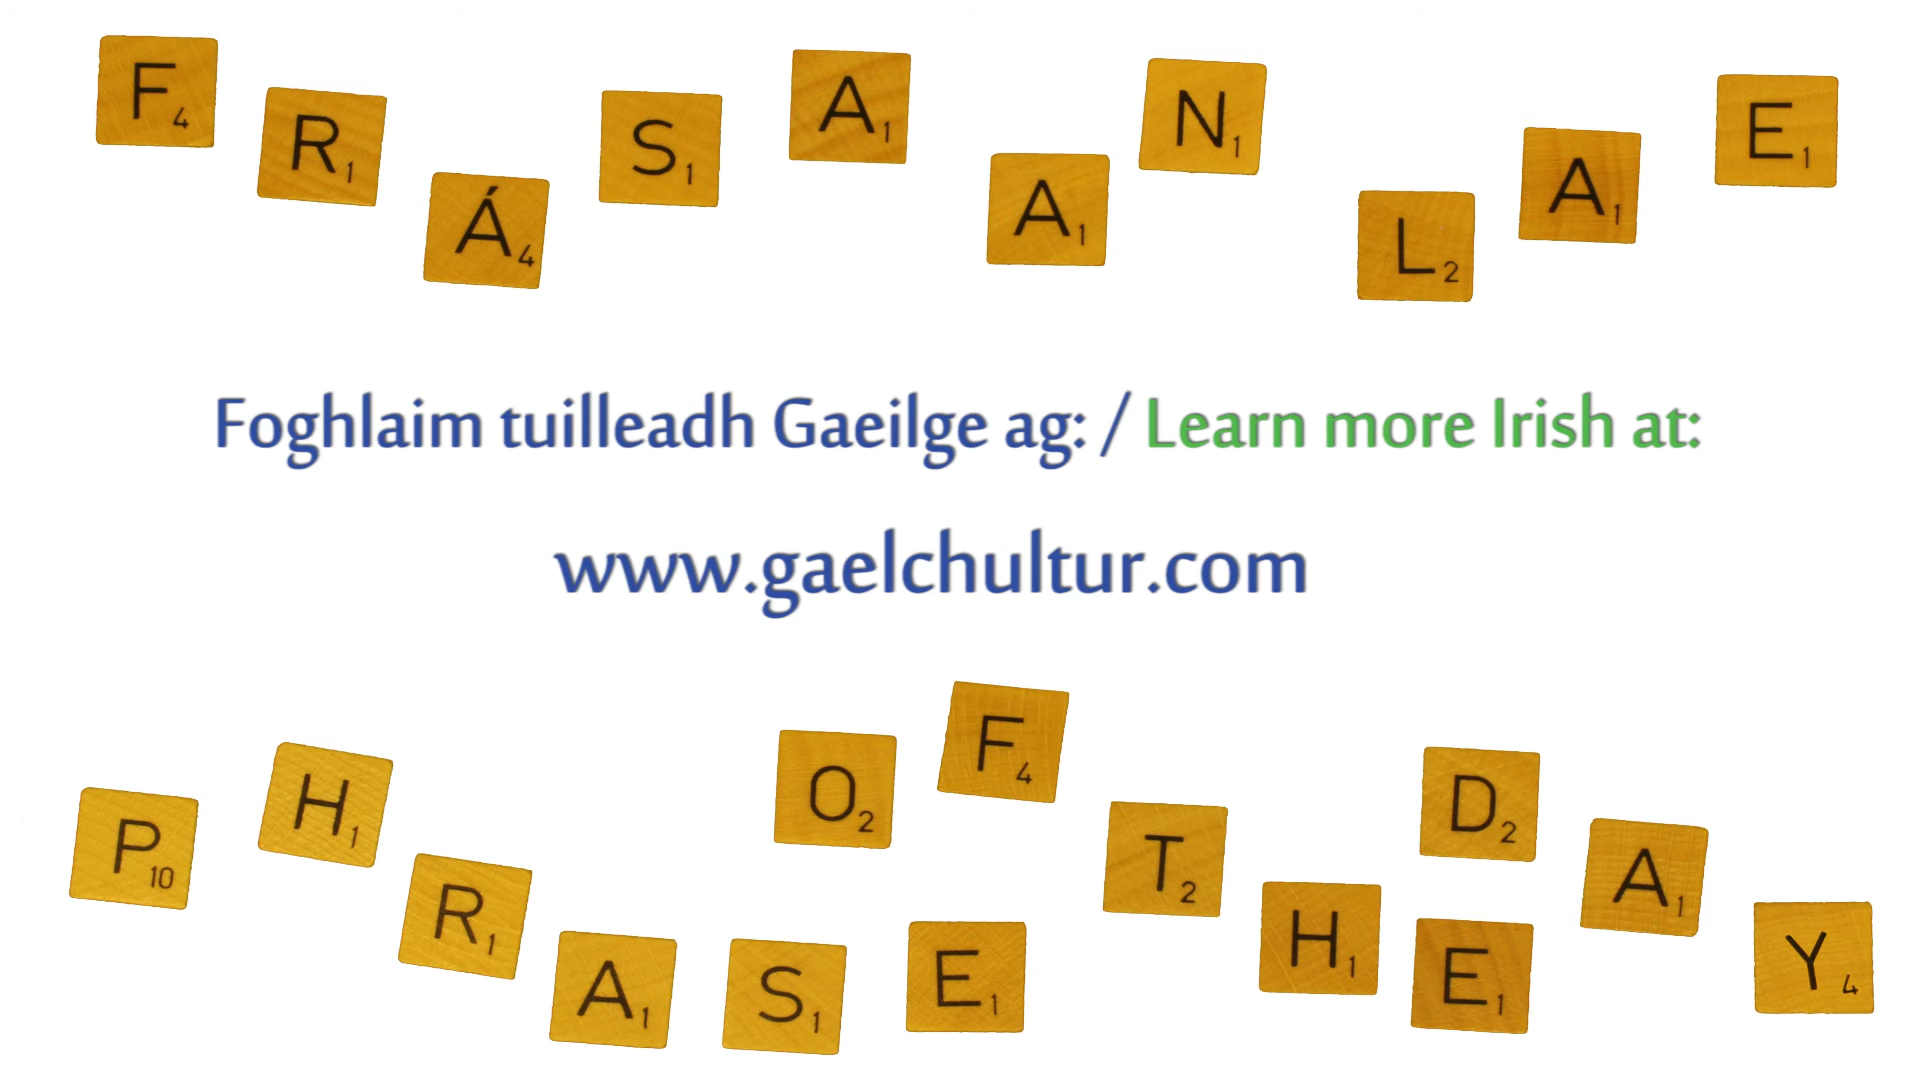 FRÁSA AN LAE
Foghlaim tuilleadh Gaeilge ag: / Learn more Irish at:
www.gaelchultur.com
PHRASE OF THE DAY